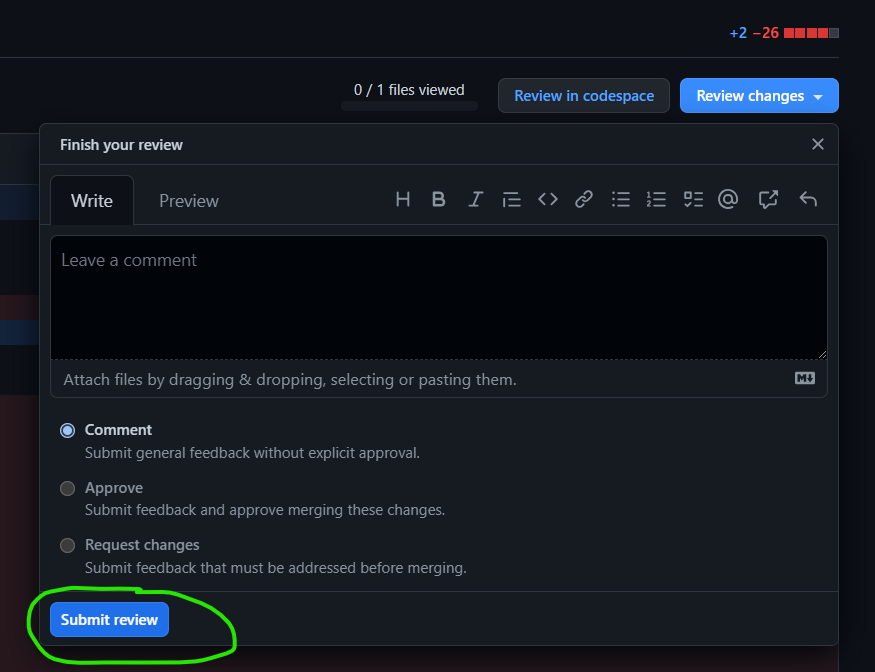 +2 −26
0 / 1 files viewed
Review in codespace
Review changes
Finish your review
Write
Preview
Leave a comment
Attach files by dragging & dropping, selecting or pasting them.
Comment
Submit general feedback without explicit approval.
Approve
Submit feedback and approve merging these changes.
Request changes
Submit feedback that must be addressed before merging.
Submit review